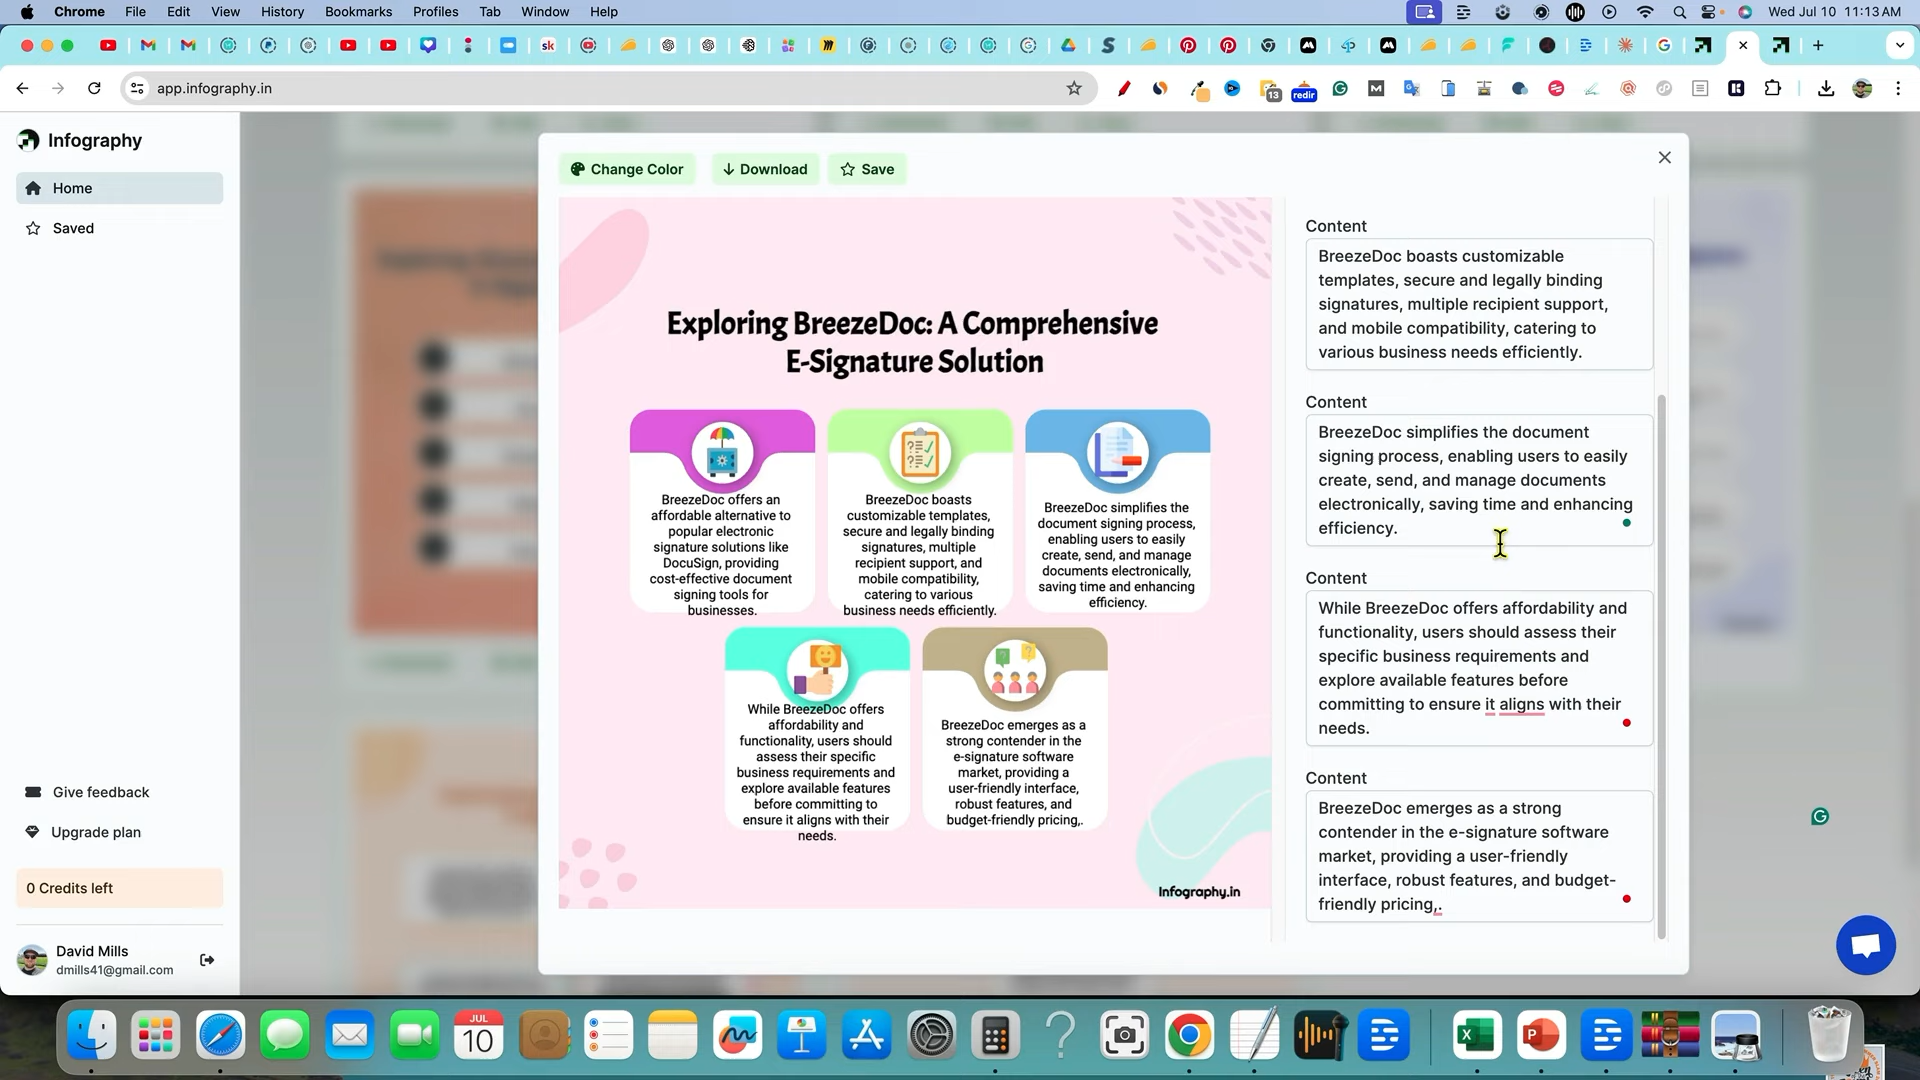 Chrome File Edit View History Bookmarks Profiles Tab Window Help Wed Jul 10 11:13 AM
app.infography.in
13
redir
Infography
Home
Saved
Change Color
Download
Save
Exploring BreezeDoc: A Comprehensive
E-Signature Solution
BreezeDoc offers an
affordable alternative to
popular electronic
signature solutions like
DocuSign, providing
cost-effective document
signing tools for
businesses.
BreezeDoc boasts
customizable templates,
secure and legally binding
signatures, multiple
recipient support, and
mobile compatibility,
catering to various
business needs efficiently.
BreezeDoc simplifies the
document signing process,
enabling users to easily
create, send, and manage
documents electronically,
saving time and enhancing
efficiency.
While BreezeDoc offers
affordability and
functionality, users should
assess their specific
business requirements and
explore available features
before committing to
ensure it aligns with their
needs.
BreezeDoc emerges as a
strong contender in the
e-signature software
market, providing a
user-friendly interface,
robust features, and
budget-friendly pricing,.
Infography.in
Content
BreezeDoc boasts customizable
templates, secure and legally binding
signatures, multiple recipient support,
and mobile compatibility, catering to
various business needs efficiently.
Content
BreezeDoc simplifies the document
signing process, enabling users to easily
create, send, and manage documents
electronically, saving time and enhancing
efficiency.
Content
While BreezeDoc offers affordability and
functionality, users should assess their
specific business requirements and
explore available features before
committing to ensure it aligns with their
needs.
Content
BreezeDoc emerges as a strong
contender in the e-signature software
market, providing a user-friendly
interface, robust features, and budget-
friendly pricing,.
Give feedback
Upgrade plan
0 Credits left
David Mills
dmills41@gmail.com
JUL
10